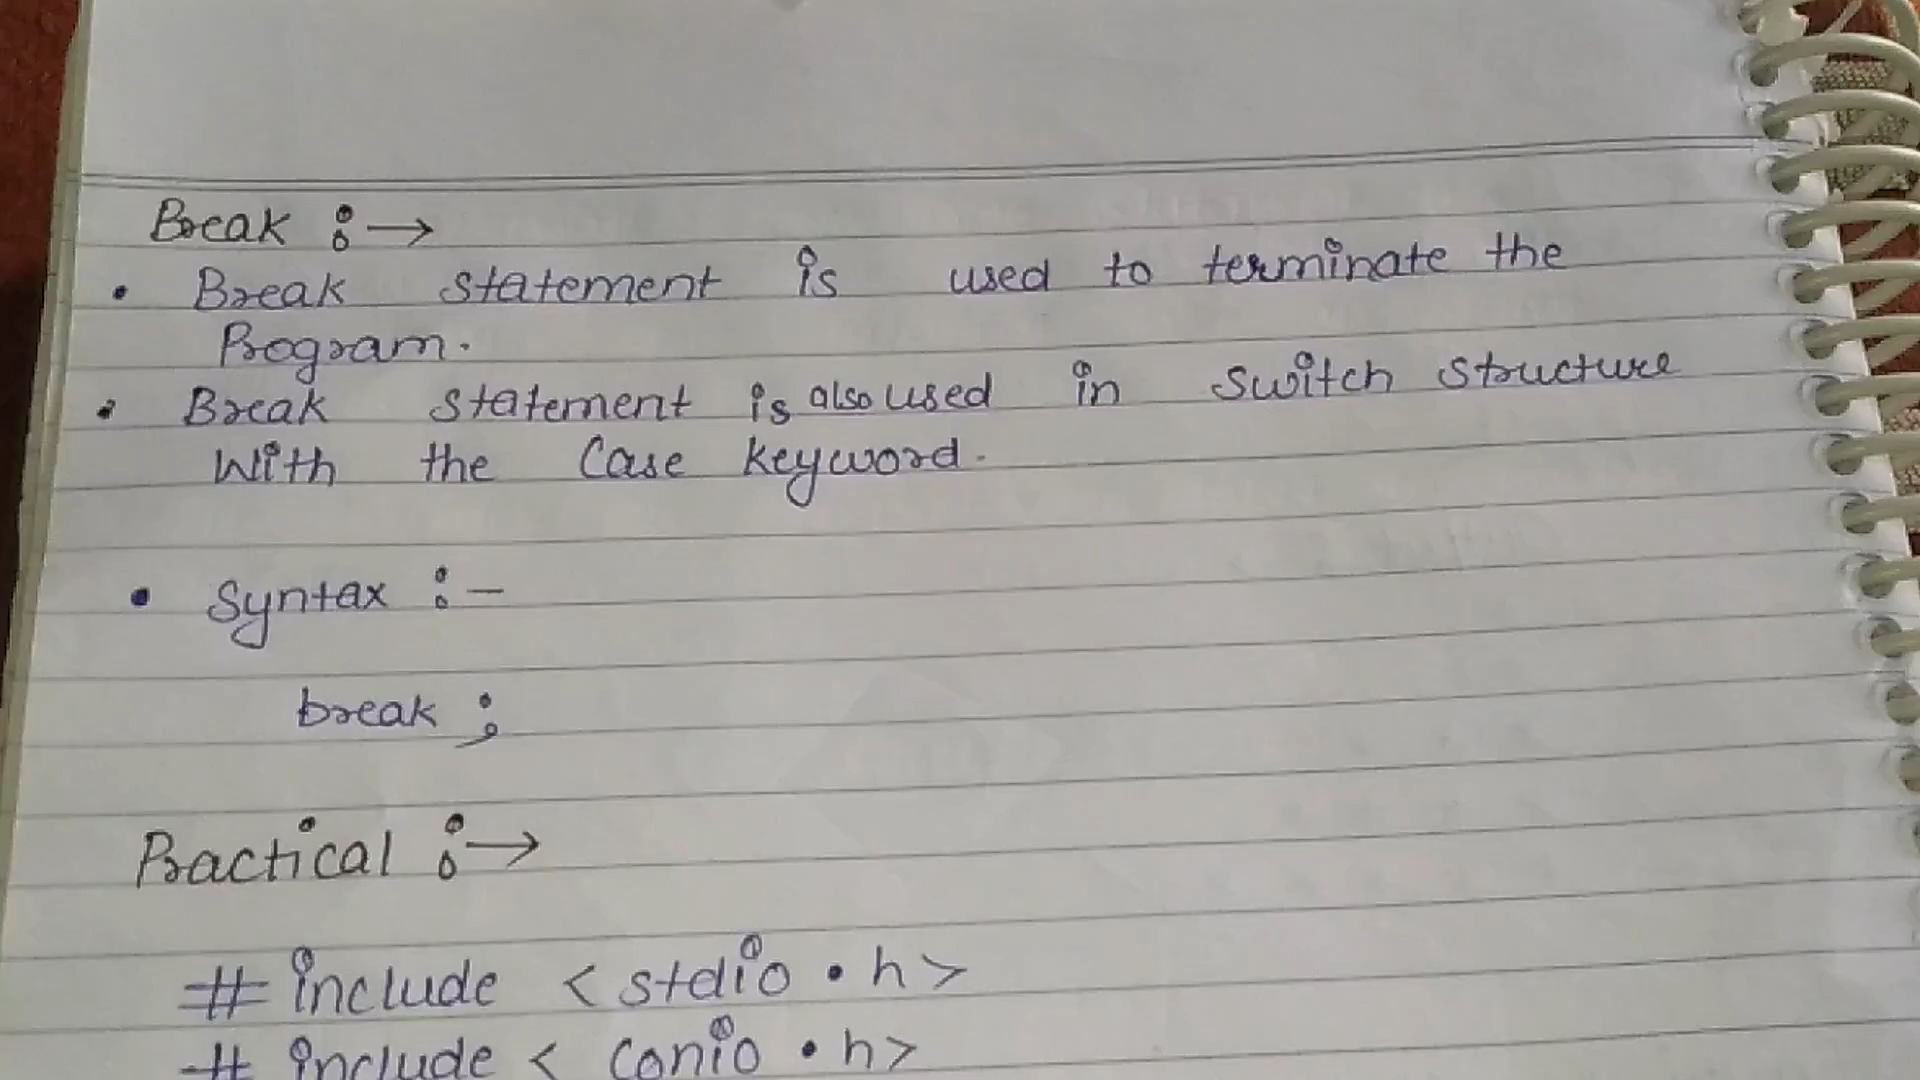 Break :→
• Break statement is used to terminate the
Program.
• Break statement is also used in Switch structure
With the Case keyword.
• Syntax :-
break ;
Practical :→
# include < stdio . h>
# include < conio . h>